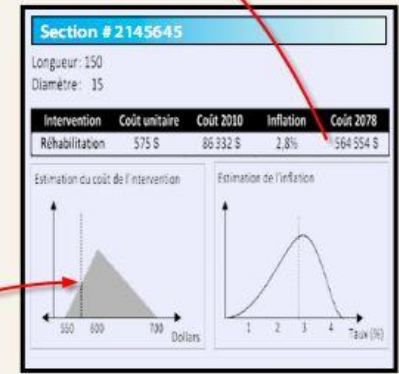 Section # 2145645
Longueur: 150
Diamètre: 15
Intervention Coût unitaire Coût 2010 Inflation Coût 2078
Réhabilitation 575 $ 86 332 $ 2,8% 564 554 $
Estimation du coût de l'intervention Estimation de l'inflation
550 600 700 Dollars
1 2 3 4 Taux (%)